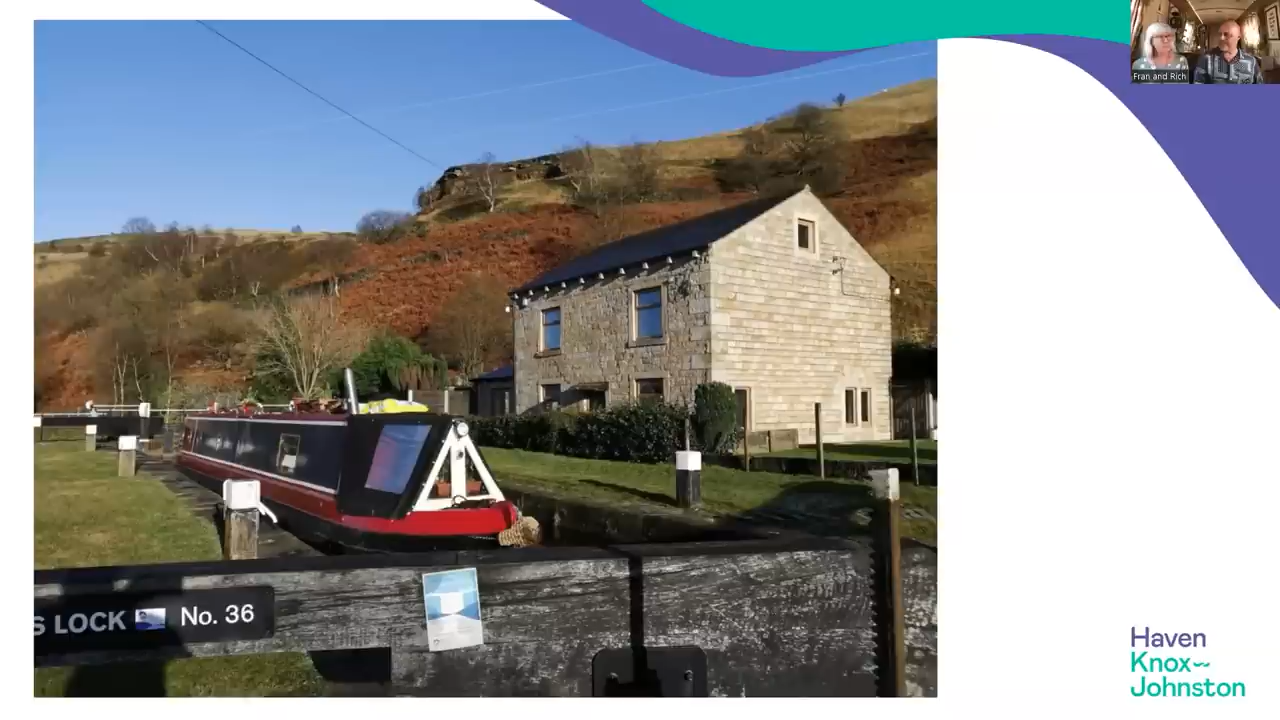 Fran and Rich
S LOCK No. 36
Haven
Knox~
Johnston